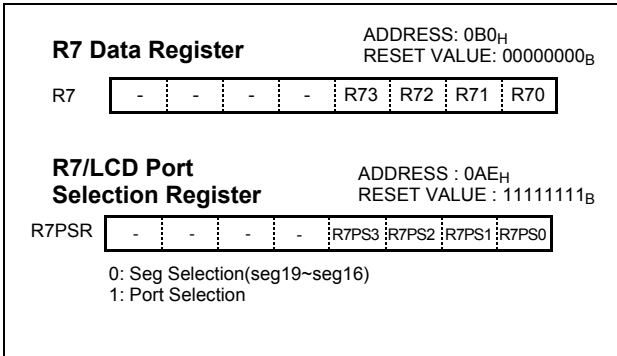 R7 Data Register
ADDRESS: 0B0H
RESET VALUE: 00000000B
R7 - - - - R73 R72 R71 R70
R7/LCD Port
Selection Register
ADDRESS : 0AEH
RESET VALUE : 11111111B
R7PSR - - - - R7PS3 R7PS2 R7PS1 R7PS0
0: Seg Selection(seg19~seg16)
1: Port Selection